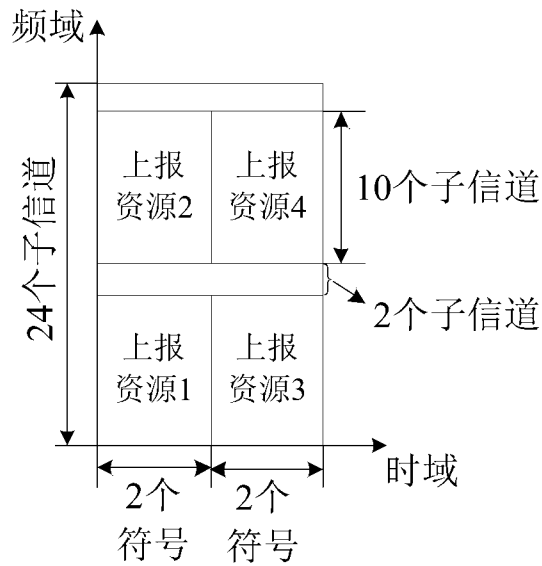 频域
24个子信道
上报
资源2
上报
资源4
10个子信道
2个子信道
上报
资源1
上报
资源3
时域
2个
符号
2个
符号